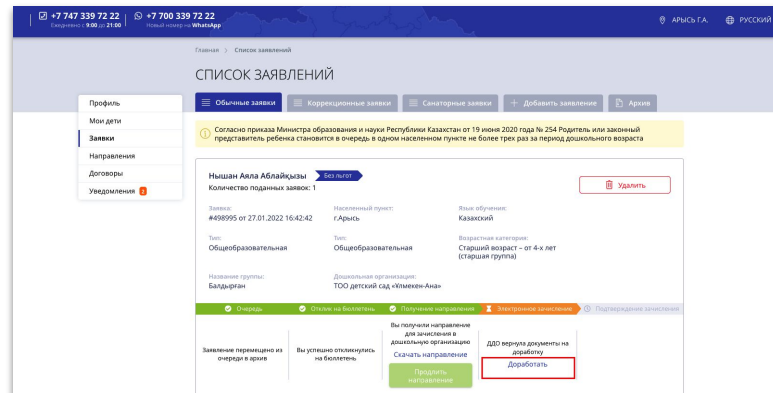 +7 747 339 72 22
Ежедневно с 9:00 до 21:00
+7 700 339 72 22
Новый номер на WhatsApp
АРЫСЬ Г.А.
РУССКИЙ
Главная > Список заявлений
СПИСОК ЗАЯВЛЕНИЙ
Обычные заявки
Коррекционные заявки
Санаторные заявки
+ Добавить заявление
Архив
Профиль
Мои дети
Заявки
Направления
Договоры
Уведомления 2
Согласно приказа Министра образования и науки Республики Казахстан от 19 июня 2020 года № 254 Родитель или законный
представитель ребенка становится в очередь в одном населенном пункте не более трех раз за период дошкольного возраста
Нышан Аяла Аблайқызы
Без льгот
Количество поданных заявок: 1
Удалить
Заявка:
#498995 от 27.01.2022 16:42:42
Населенный пункт:
г.Арысь
Язык обучения:
Казахский
Тип:
Общеобразовательная
Тип:
Общеобразовательная
Возрастная категория:
Старший возраст – от 4-х лет
(старшая группа)
Название группы:
Балдырған
Дошкольная организация:
ТОО детский сад «Ұлмекен-Ана»
Очередь
Отклик на бюллетень
Получение направления
Электронное зачисление
Подтверждение зачисления
Заявление перемещено из
очереди в архив
Вы успешно откликнулись
на бюллетень
Вы получили направление
для зачисления в
дошкольную организацию
Скачать направление
Продлить
направление
ДДО вернула документы на
доработку
Доработать